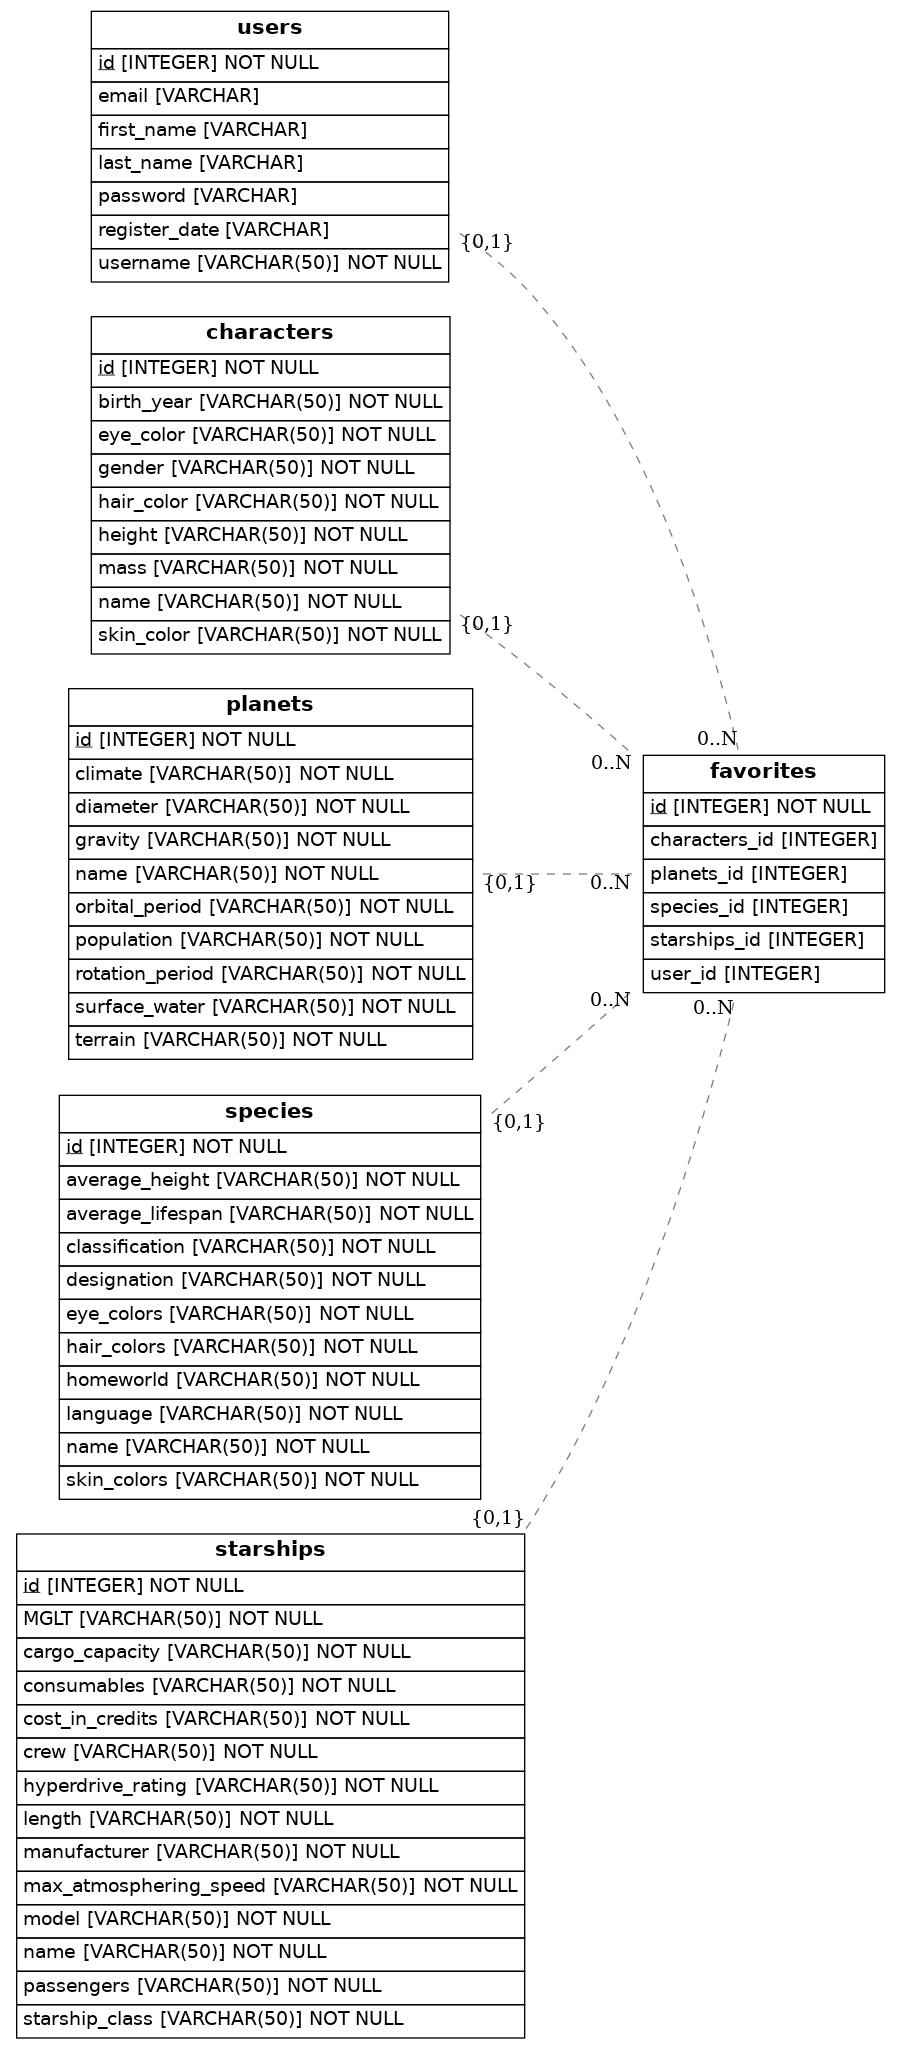 users
id [INTEGER] NOT NULL
email [VARCHAR]
first_name [VARCHAR]
last_name [VARCHAR]
password [VARCHAR]
register_date [VARCHAR]
username [VARCHAR(50)] NOT NULL
{0,1}
characters
id [INTEGER] NOT NULL
birth_year [VARCHAR(50)] NOT NULL
eye_color [VARCHAR(50)] NOT NULL
gender [VARCHAR(50)] NOT NULL
hair_color [VARCHAR(50)] NOT NULL
height [VARCHAR(50)] NOT NULL
mass [VARCHAR(50)] NOT NULL
name [VARCHAR(50)] NOT NULL
skin_color [VARCHAR(50)] NOT NULL
{0,1}
planets
id [INTEGER] NOT NULL
climate [VARCHAR(50)] NOT NULL
diameter [VARCHAR(50)] NOT NULL
gravity [VARCHAR(50)] NOT NULL
name [VARCHAR(50)] NOT NULL
orbital_period [VARCHAR(50)] NOT NULL
population [VARCHAR(50)] NOT NULL
rotation_period [VARCHAR(50)] NOT NULL
surface_water [VARCHAR(50)] NOT NULL
terrain [VARCHAR(50)] NOT NULL
{0,1}
0..N
0..N
0..N
0..N
0..N
favorites
id [INTEGER] NOT NULL
characters_id [INTEGER]
planets_id [INTEGER]
species_id [INTEGER]
starships_id [INTEGER]
user_id [INTEGER]
species
id [INTEGER] NOT NULL
average_height [VARCHAR(50)] NOT NULL
average_lifespan [VARCHAR(50)] NOT NULL
classification [VARCHAR(50)] NOT NULL
designation [VARCHAR(50)] NOT NULL
eye_colors [VARCHAR(50)] NOT NULL
hair_colors [VARCHAR(50)] NOT NULL
homeworld [VARCHAR(50)] NOT NULL
language [VARCHAR(50)] NOT NULL
name [VARCHAR(50)] NOT NULL
skin_colors [VARCHAR(50)] NOT NULL
{0,1}
{0,1}
starships
id [INTEGER] NOT NULL
MGLT [VARCHAR(50)] NOT NULL
cargo_capacity [VARCHAR(50)] NOT NULL
consumables [VARCHAR(50)] NOT NULL
cost_in_credits [VARCHAR(50)] NOT NULL
crew [VARCHAR(50)] NOT NULL
hyperdrive_rating [VARCHAR(50)] NOT NULL
length [VARCHAR(50)] NOT NULL
manufacturer [VARCHAR(50)] NOT NULL
max_atmosphering_speed [VARCHAR(50)] NOT NULL
model [VARCHAR(50)] NOT NULL
name [VARCHAR(50)] NOT NULL
passengers [VARCHAR(50)] NOT NULL
starship_class [VARCHAR(50)] NOT NULL